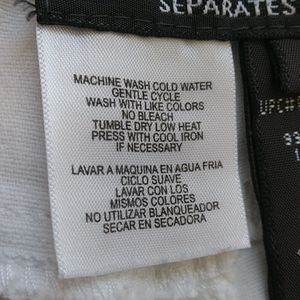 SEPARATES
MACHINE WASH COLD WATER
GENTLE CYCLE
WASH WITH LIKE COLORS
NO BLEACH
TUMBLE DRY LOW HEAT
PRESS WITH COOL IRON
IF NECESSARY
LAVAR A MAQUINA EN AGUA FRIA
CICLO SUAVE
LAVAR CON LOS
MISMOS COLORES
NO UTILIZAR BLANQUEADOR
SECAR EN SECADORA
UPC#